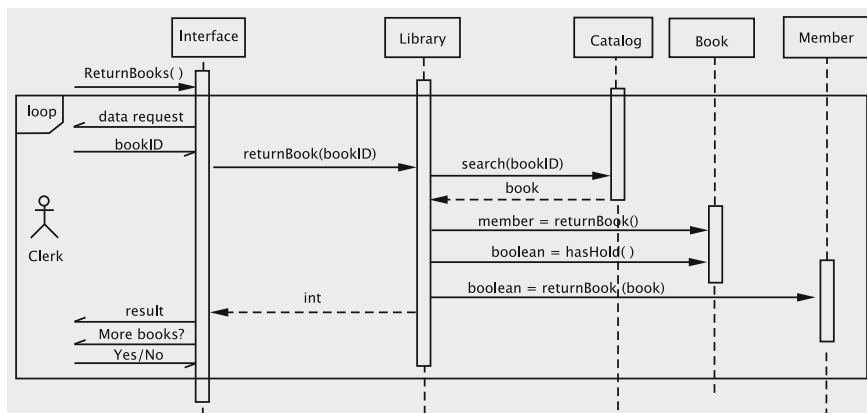 Interface
Library
Catalog
Book
Member
ReturnBooks( )
loop
data request
bookID
returnBook(bookID)
search(bookID)
book
member = returnBook()
Clerk
boolean = hasHold( )
boolean = returnBook (book)
int
result
More books?
Yes/No